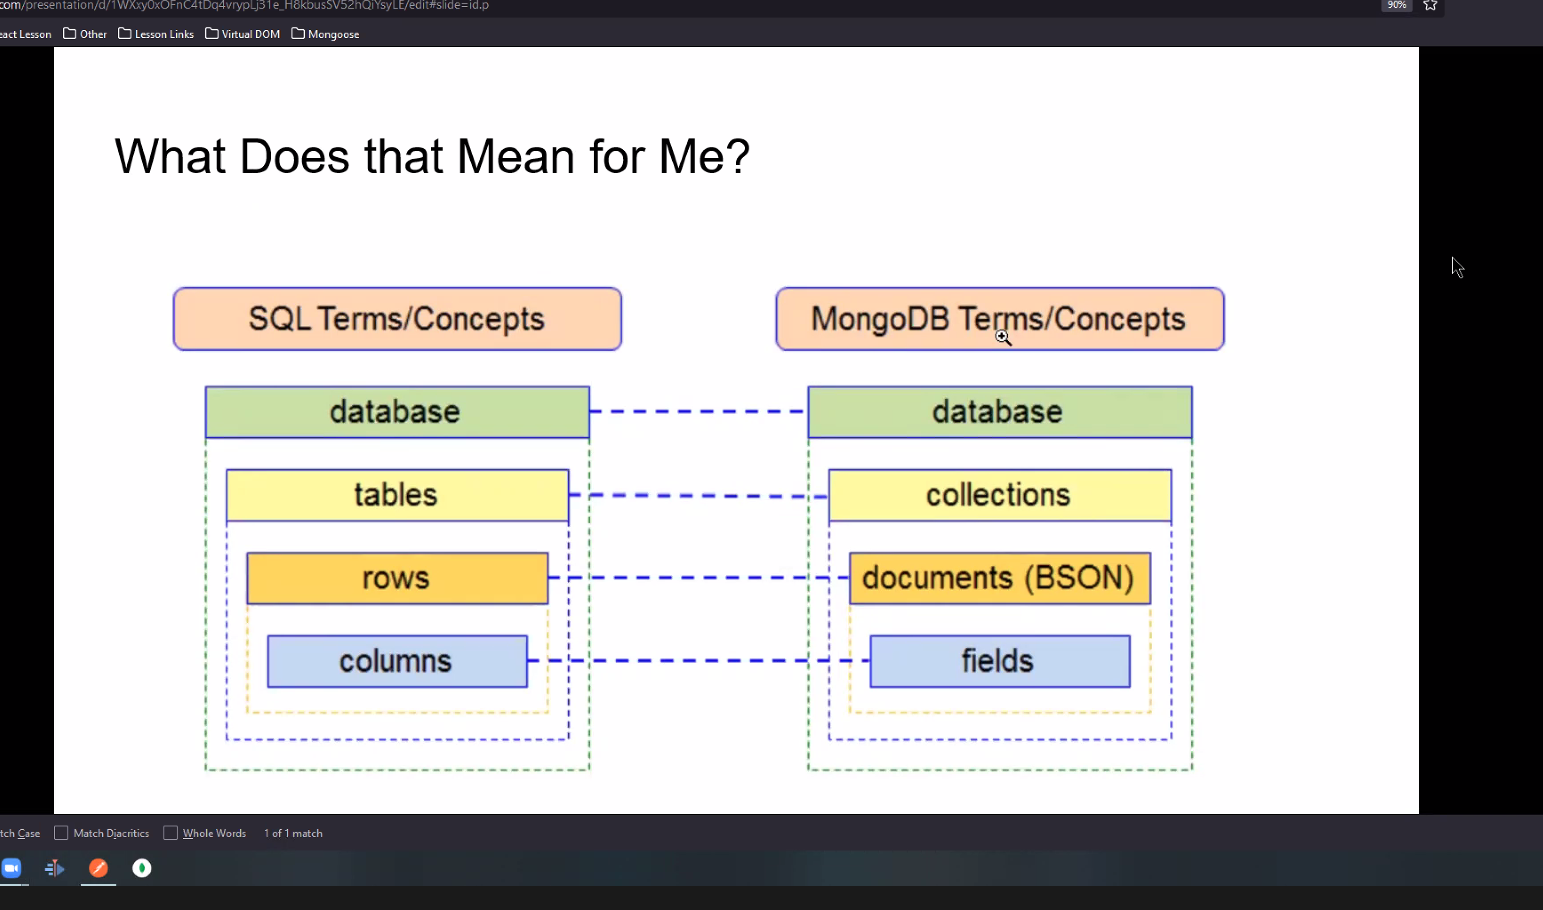 com/presentation/d/1WXxy0xOFnC4tDq4vrypLj31e_H8kbusSV52hQiYsyLE/edit#slide=id.p
90%
eact Lesson Other Lesson Links Virtual DOM Mongoose
What Does that Mean for Me?
SQL Terms/Concepts MongoDB Terms/Concepts
database database
tables collections
rows documents (BSON)
columns fields
tch Case Match Diacritics Whole Words 1 of 1 match